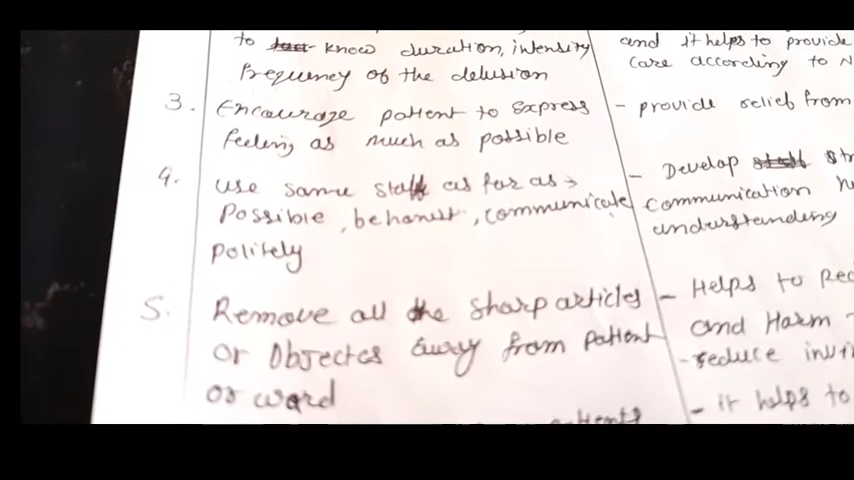 to know duration, intensity
frequency of the delusion
3. Encourage patient to express
feeling as much as possible
4. use same staff as far as →
Possible, be honest, communicate
politely
5. Remove all the sharp articles
or Objectes away from patient
or ward
and it helps to provide
care according to N
- provide relief from
- Develop
communication
understanding
- Helps to
and Harm -
- reduce
- it helps to